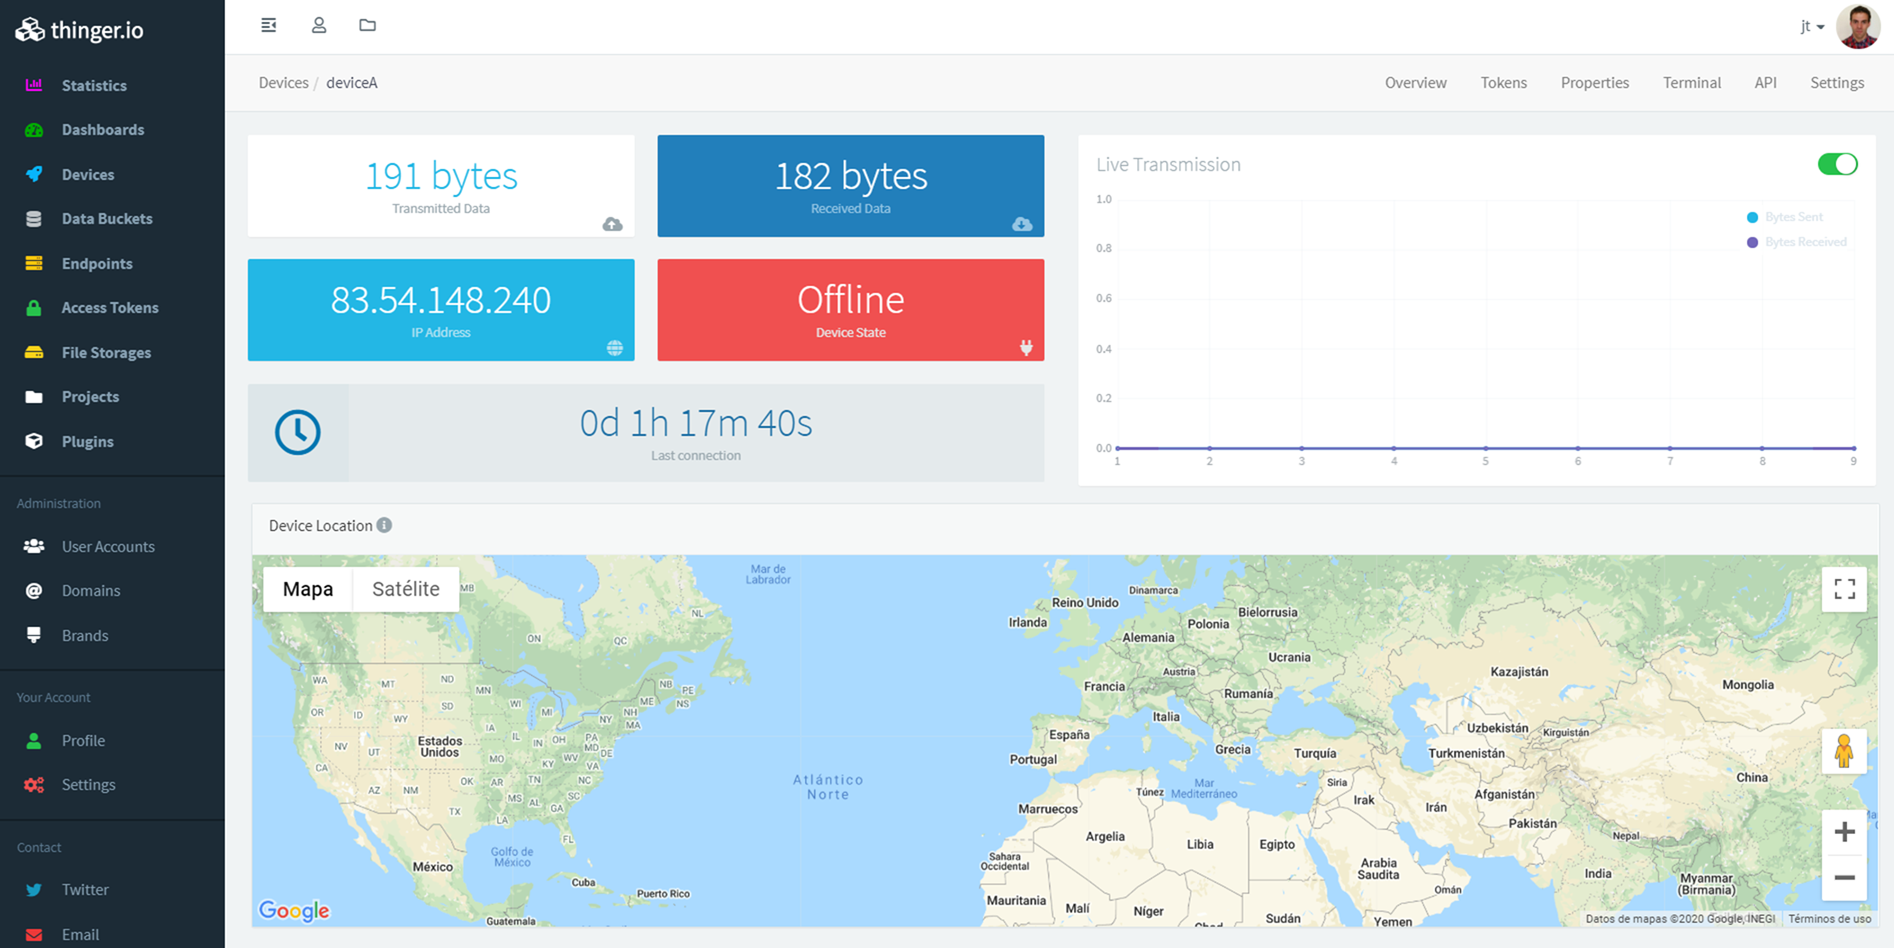 thinger.io
jt
Statistics
Dashboards
Devices
Data Buckets
Endpoints
Access Tokens
File Storages
Projects
Plugins
Administration
User Accounts
Domains
Brands
Your Account
Profile
Settings
Contact
Twitter
Email
Devices / deviceA
Overview Tokens Properties Terminal API Settings
191 bytes
Transmitted Data
182 bytes
Received Data
83.54.148.240
IP Address
Offline
Device State
0d 1h 17m 40s
Last connection
Live Transmission
Bytes Sent
Bytes Received
1.0
0.8
0.6
0.4
0.2
0.0
1 2 3 4 5 6 7 8 9
Device Location
Mapa Satélite
MB
Mar de
Labrador
NL
ON
QC
WA
MT
ND
MN
NB
PE
NS
ME
OR
ID
WY
SD
WI
MI
NH
NY
MA
NV
UT
Estados
Unidos
IA
IL
IN
OH
PA
MD
DE
CA
MO
KY
WV
VA
AZ
NM
OK
AR
TN
NC
TX
MS
AL
GA
SC
LA
FL
Golfo de
México
México
Cuba
Puerto Rico
Guatemala
Atlántico
Norte
Reino Unido
Irlanda
Dinamarca
Bielorrusia
Polonia
Alemania
Ucrania
Austria
Francia
Rumanía
Italia
España
Portugal
Grecia
Turquía
Mar
Mediterráneo
Túnez
Marruecos
Argelia
Libia
Egipto
Sahara
Occidental
Mauritania
Malí
Níger
Chad
Sudán
Yemen
Omán
Arabia
Saudita
Siria
Irak
Irán
Kazajistán
Uzbekistán
Kirguistán
Turkmenistán
Afganistán
Pakistán
Mongolia
China
Nepal
India
Myanmar
(Birmania)
Google
Datos de mapas ©2020 Google, INEGI
Términos de uso